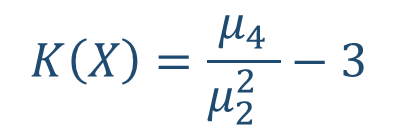 K(X) = μ₄/μ₂² − 3